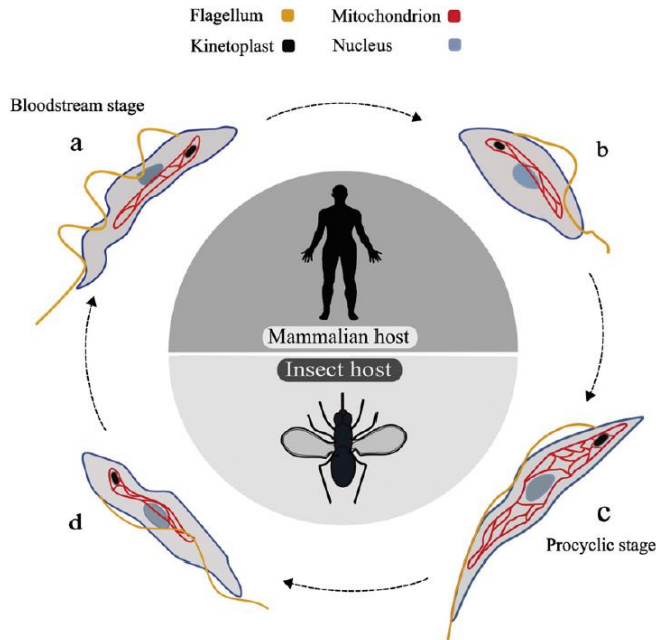 Flagellum Mitochondrion
Kinetoplast Nucleus
Bloodstream stage
a
b
Mammalian host
Insect host
d
c
Procyclic stage